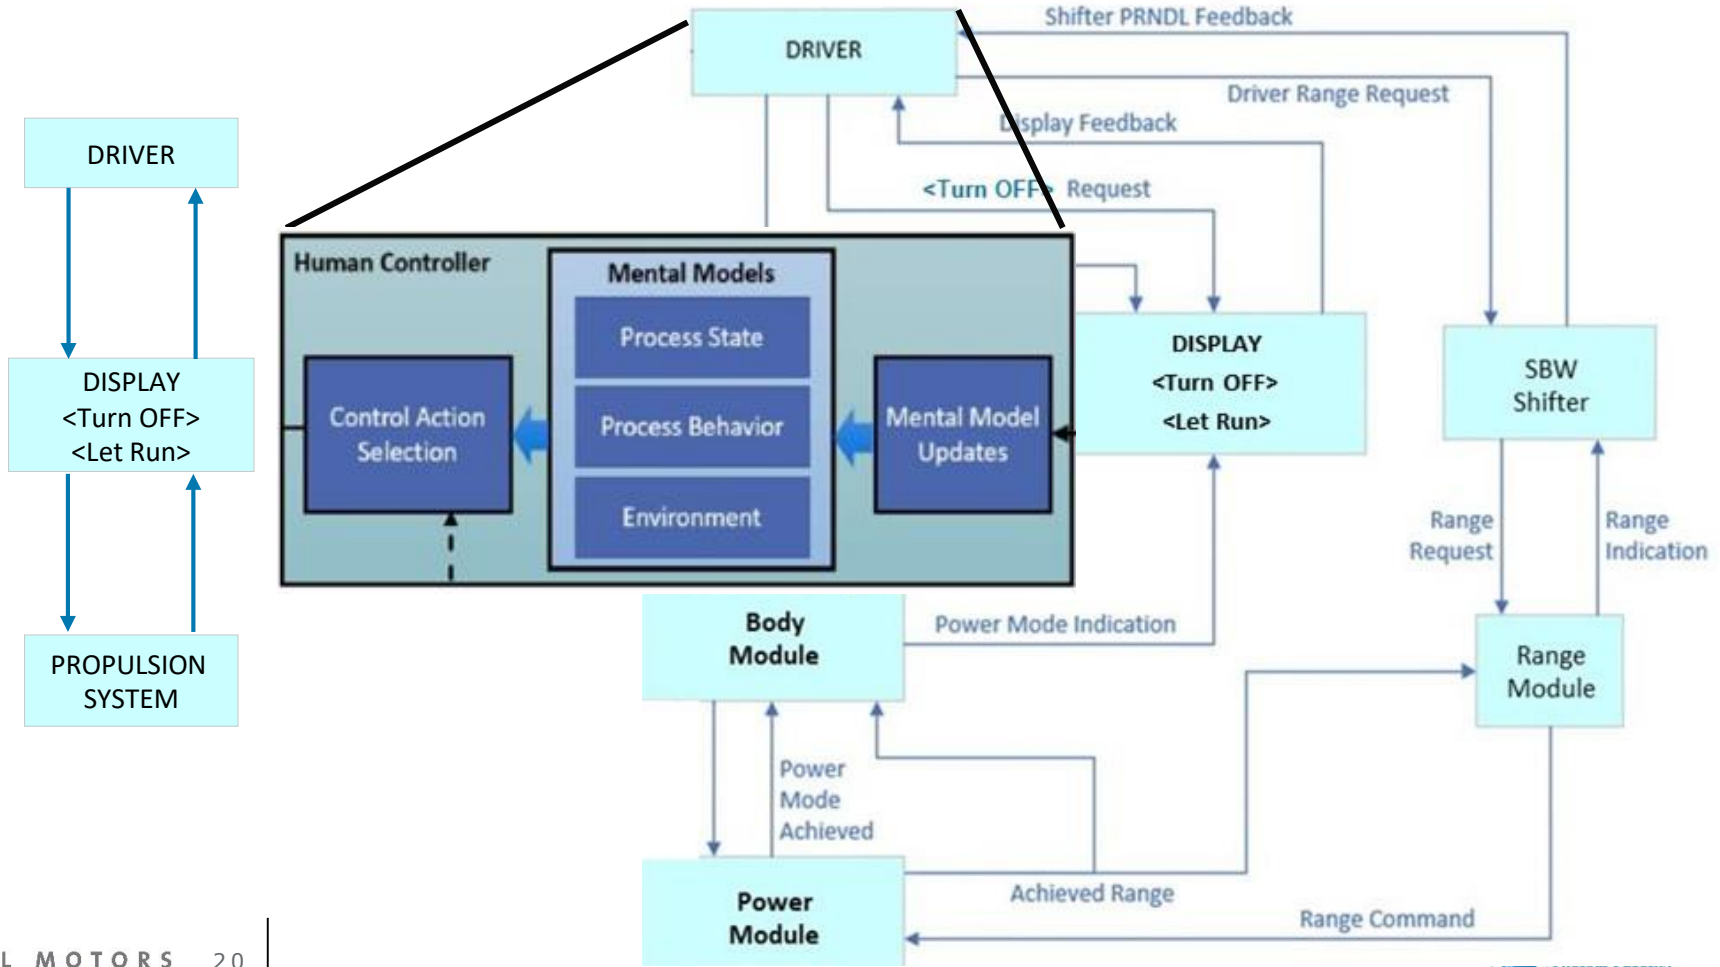 Shifter PRNDL Feedback
DRIVER
Driver Range Request
Display Feedback
<Turn OFF> Request
DRIVER
DISPLAY
<Turn OFF>
<Let Run>
PROPULSION
SYSTEM
Human Controller
Mental Models
Process State
Process Behavior
Environment
Control Action
Selection
Mental Model
Updates
DISPLAY
<Turn OFF>
<Let Run>
SBW
Shifter
Range
Request
Range
Indication
Body
Module
Power Mode Indication
Range
Module
Power
Mode
Achieved
Achieved Range
Range Command
Power
Module
L MOTORS 20